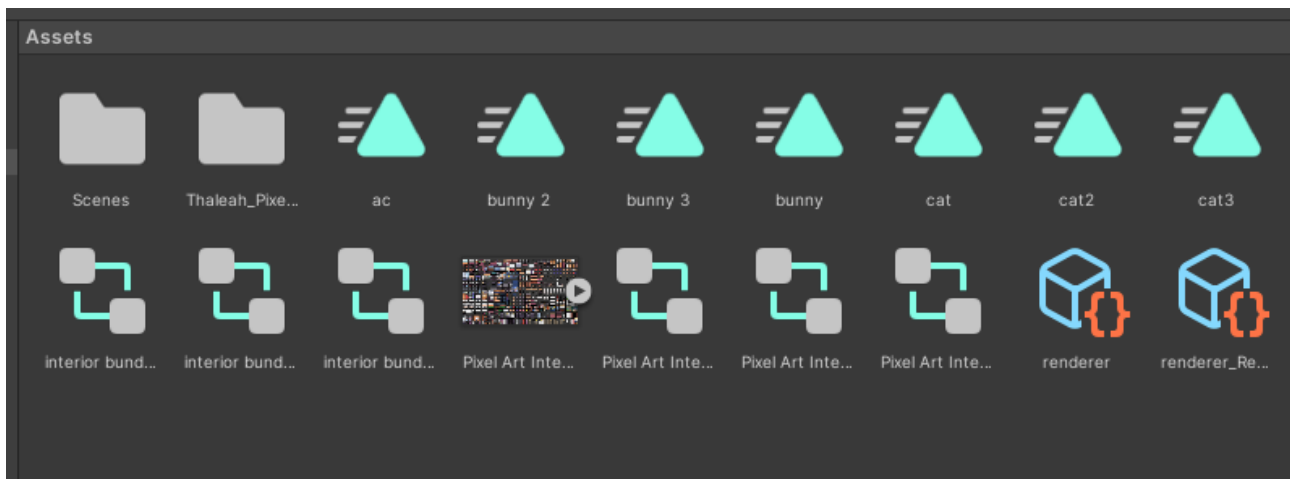 Assets
Scenes
Thaleah_Pixe...
ac
bunny 2
bunny 3
bunny
cat
cat2
cat3
interior bund...
interior bund...
interior bund...
Pixel Art Inte...
Pixel Art Inte...
Pixel Art Inte...
Pixel Art Inte...
renderer
renderer_Re...